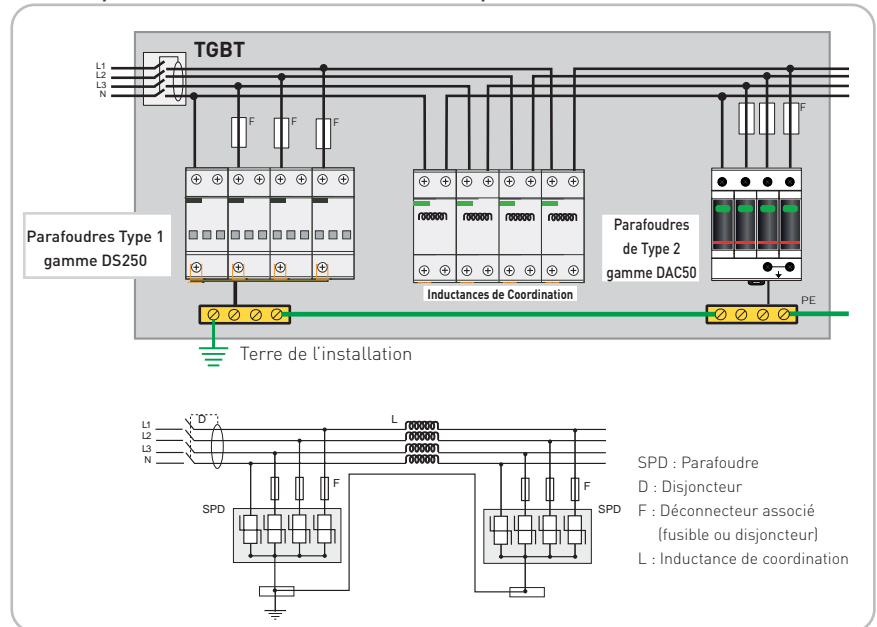 TGBT
L1
L2
L3
N
F
F
F
F
Parafoudres Type 1
gamme DS250
Inductances de Coordination
Parafoudres
de Type 2
gamme DAC50
PE
Terre de l'installation
L1
L2
L3
N
D
L
F
F
SPD
SPD
SPD : Parafoudre
D : Disjoncteur
F : Déconnecteur associé
(fusible ou disjoncteur)
L : Inductance de coordination